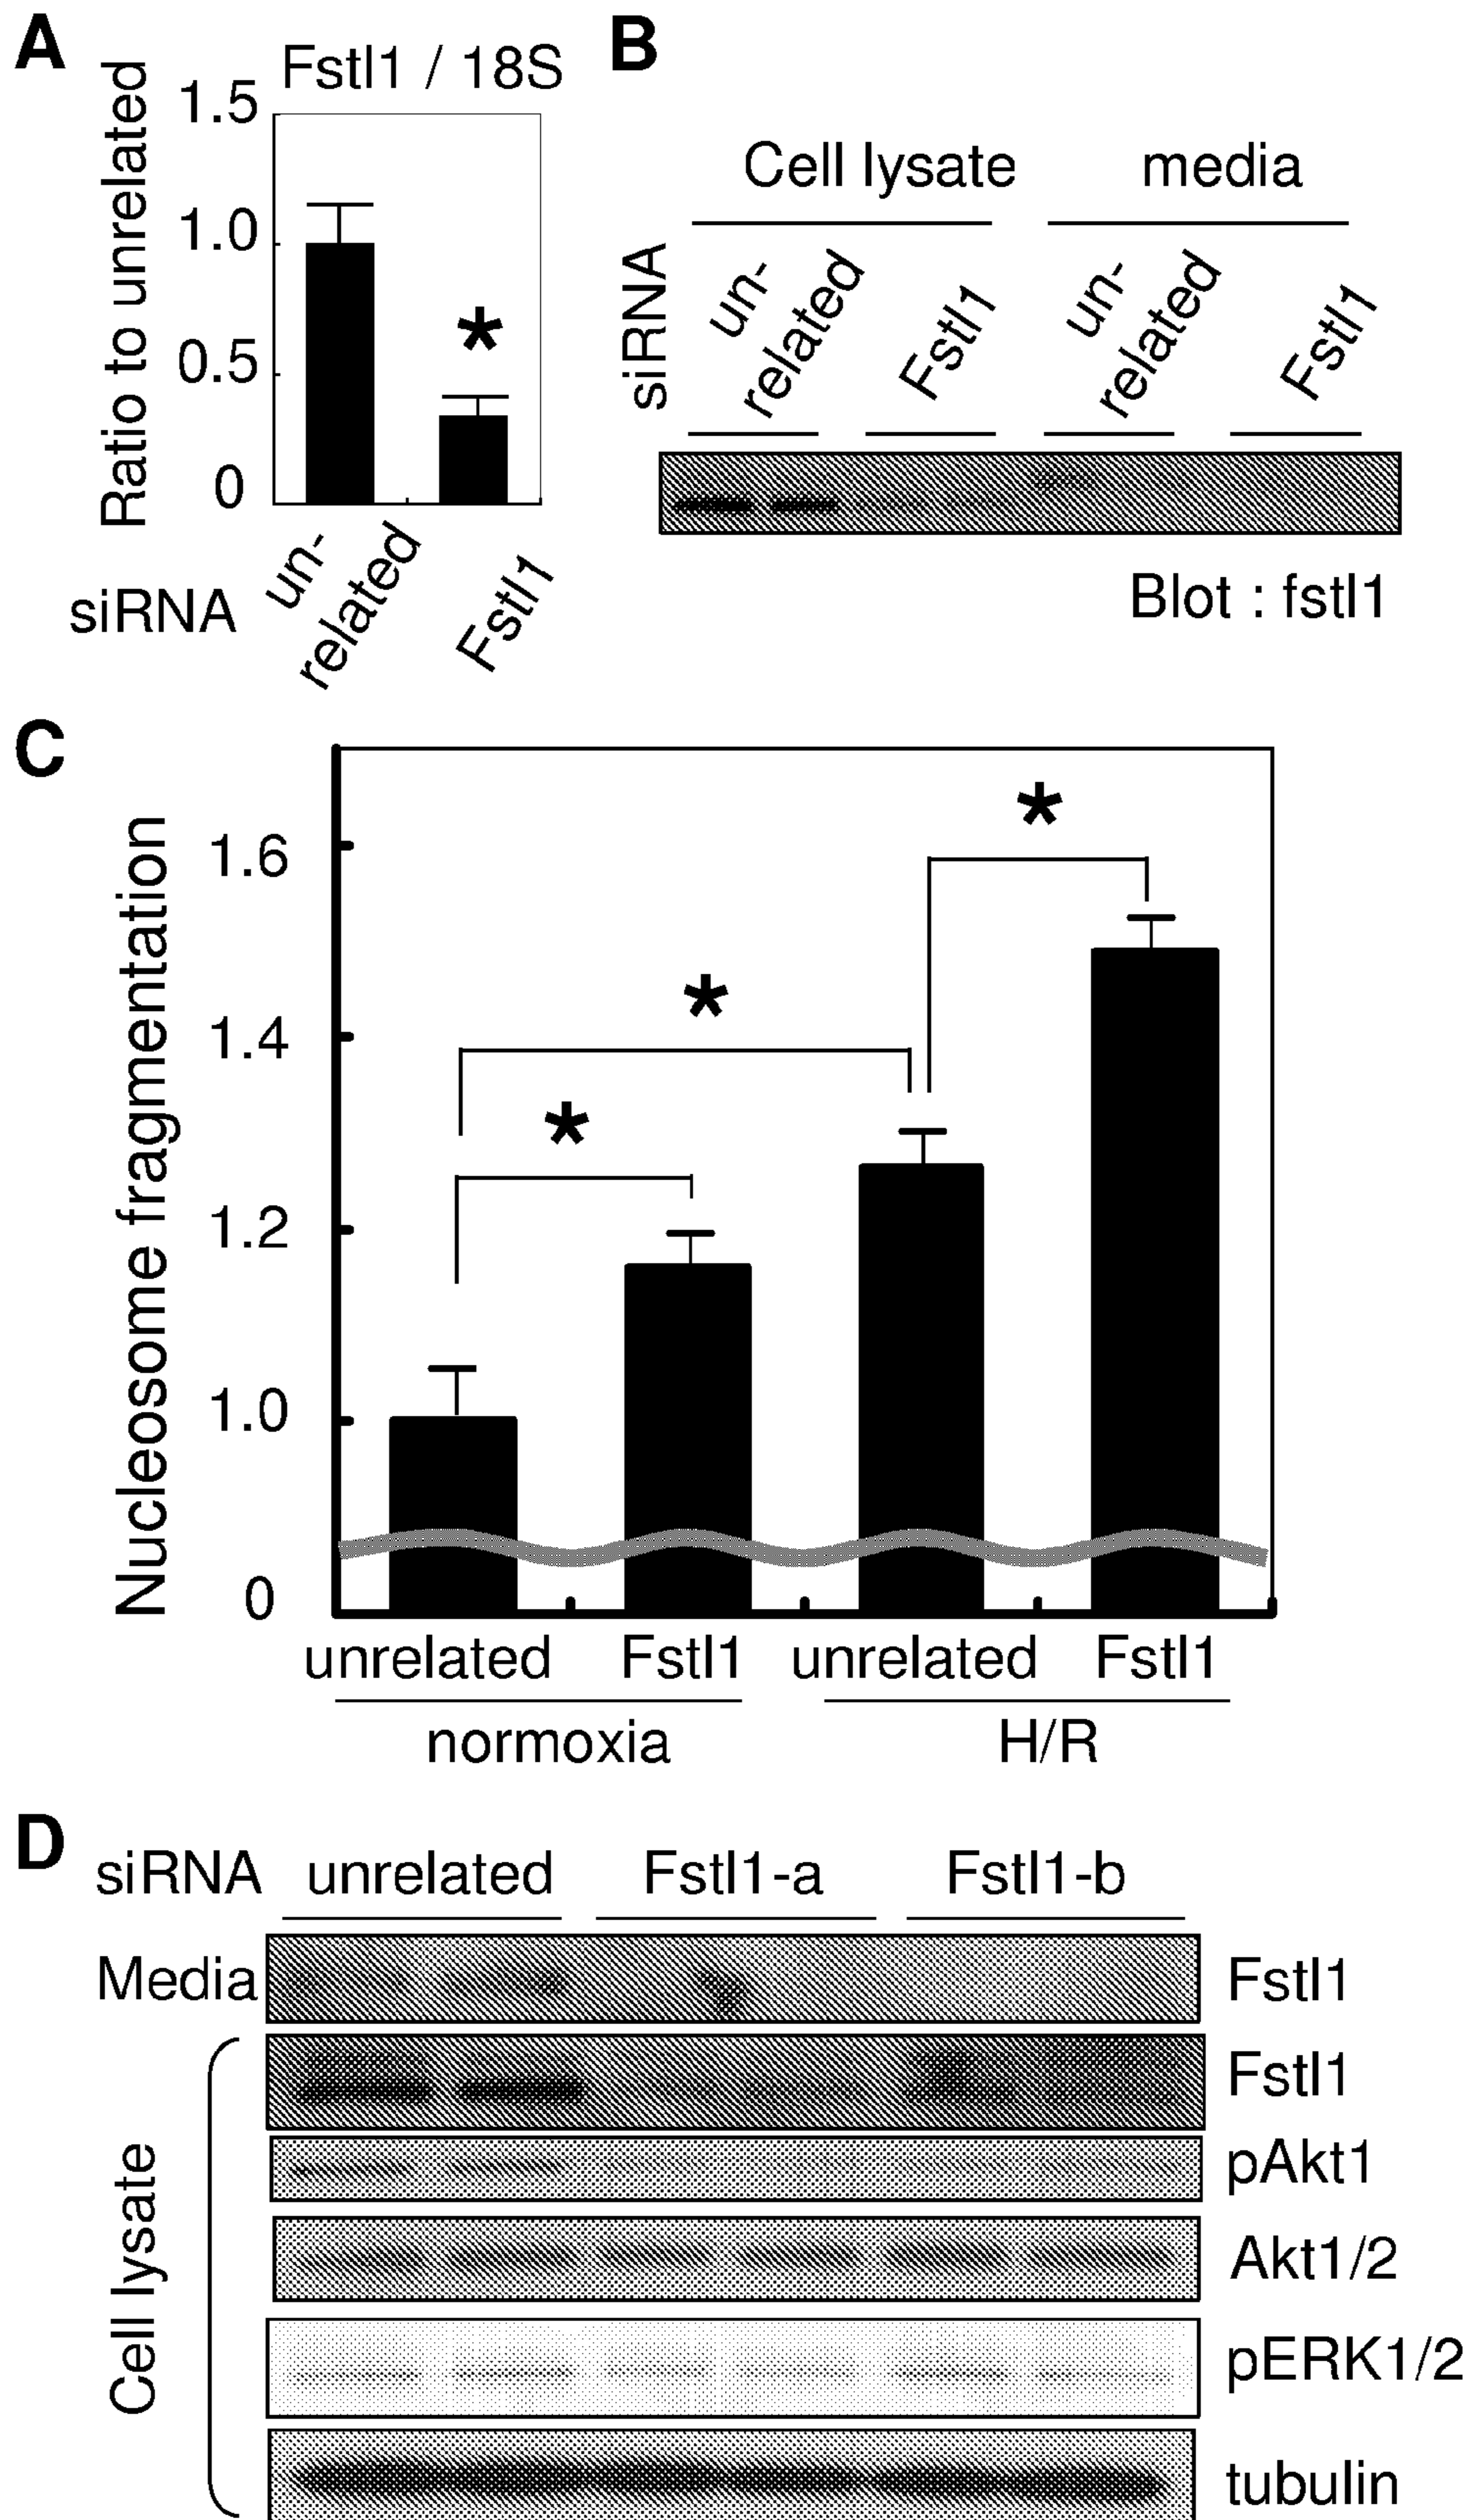 A
Fstl1 / 18S
Ratio to unrelated
1.5
1.0
0.5
0
*
siRNA
un-
related
Fstl1
B
Cell lysate
media
siRNA
un-
related
Fstl1
un-
related
Fstl1
Blot : fstl1
C
Nucleosome fragmentation
1.6
1.4
1.2
1.0
0
*
*
*
unrelated Fstl1 unrelated Fstl1
normoxia H/R
D
siRNA unrelated Fstl1-a Fstl1-b
Media Fstl1
Cell lysate
Fstl1
pAkt1
Akt1/2
pERK1/2
tubulin